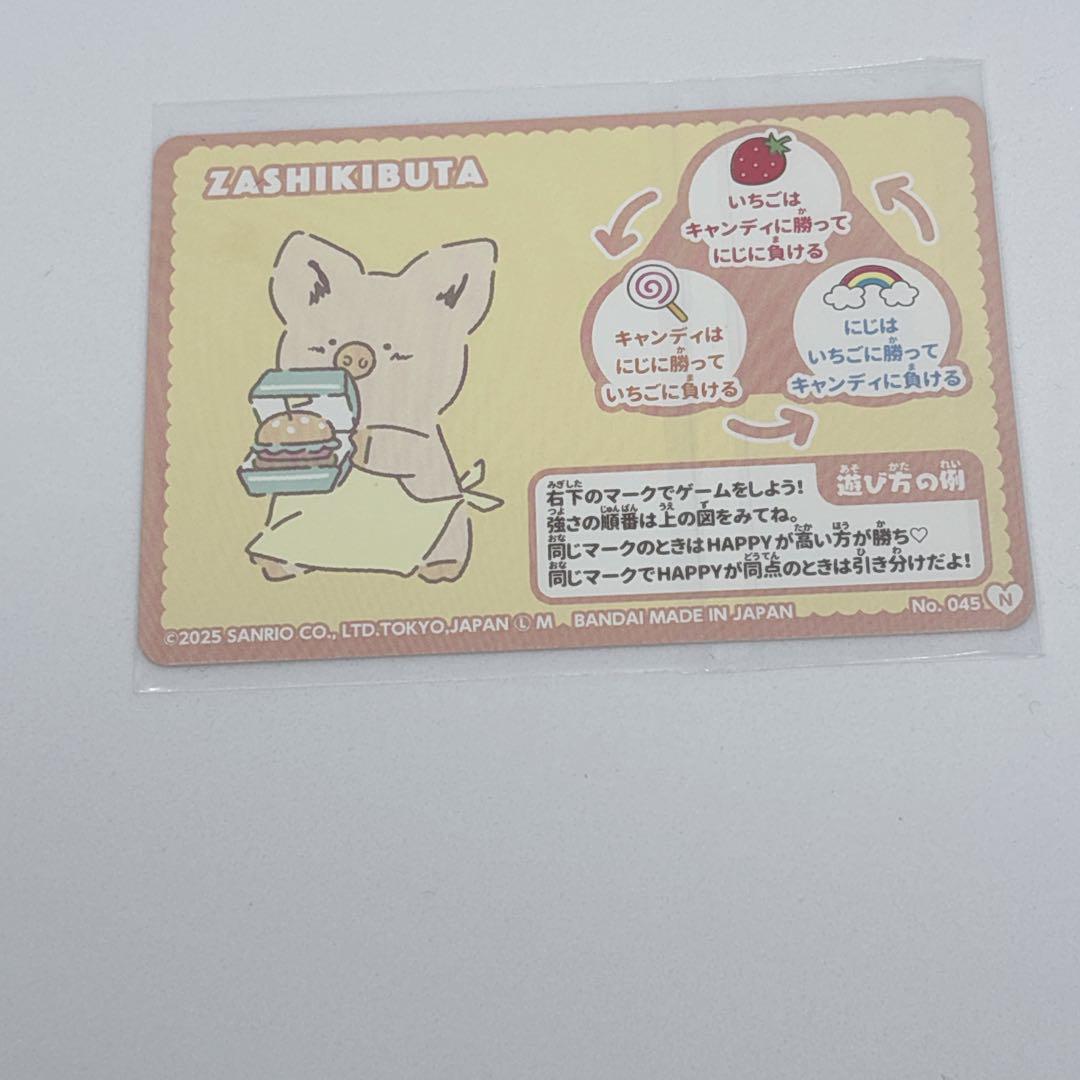 ZASHIKIBUTA
いちごは
キャンディに勝って
にじに負ける
キャンディは
にじに勝って
いちごに負ける
にじは
いちごに勝って
キャンディに負ける
遊び方の例
右下のマークでゲームをしよう!
強さの順番は上の図をみてね。
同じマークのときはHAPPYが高い方が勝ち♡
同じマークでHAPPYが同点のときは引き分けだよ!
©2025 SANRIO CO., LTD.TOKYO,JAPAN Ⓛ M BANDAI MADE IN JAPAN
No. 045 N